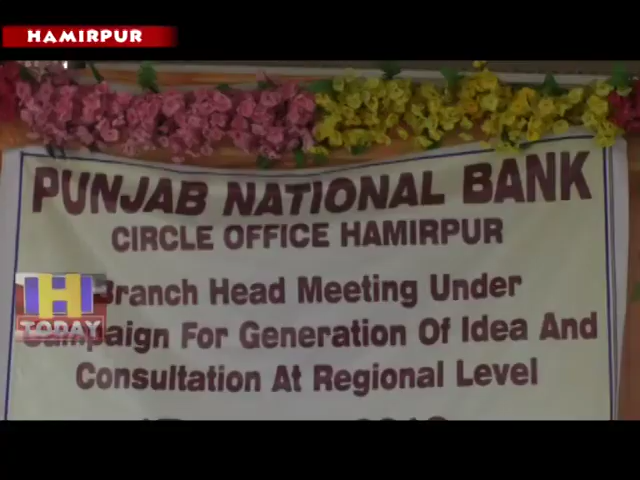 HAMIRPUR
PUNJAB NATIONAL BANK
CIRCLE OFFICE HAMIRPUR
Branch Head Meeting Under
Campaign For Generation Of Idea And
Consultation At Regional Level
H
TODAY